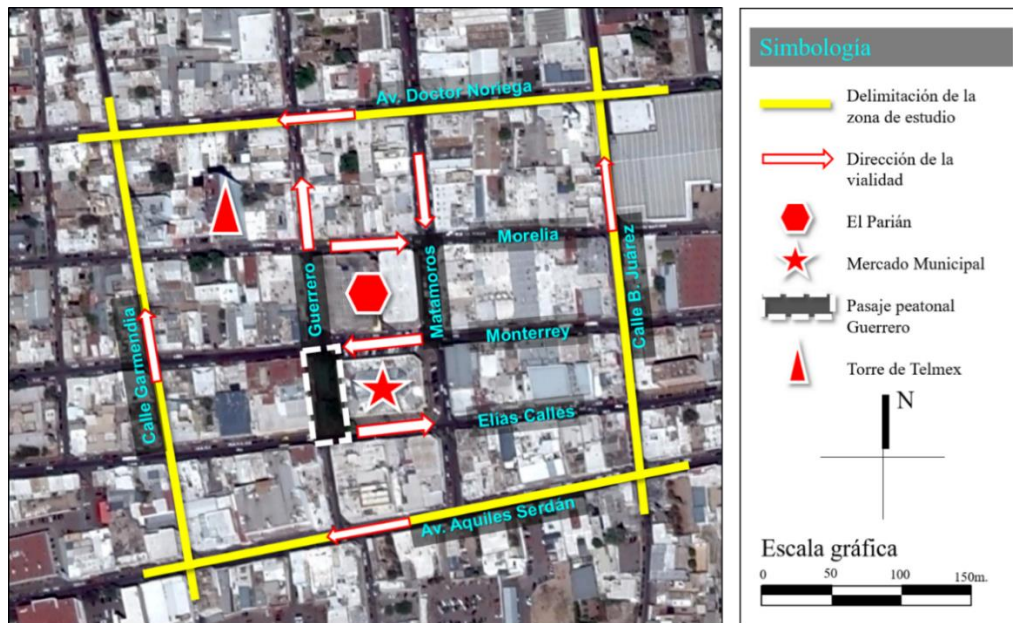 Av. Doctor Noriega
Morelia
Guerrero
Matamoros
Calle B. Juárez
Monterrey
Calle Garmendia
Elías Calles
Av. Aquiles Serdán
Simbología
Delimitación de la
zona de estudio
Dirección de la
vialidad
El Parián
Mercado Municipal
Pasaje peatonal
Guerrero
Torre de Telmex
N
Escala gráfica
0 50 100 150m.